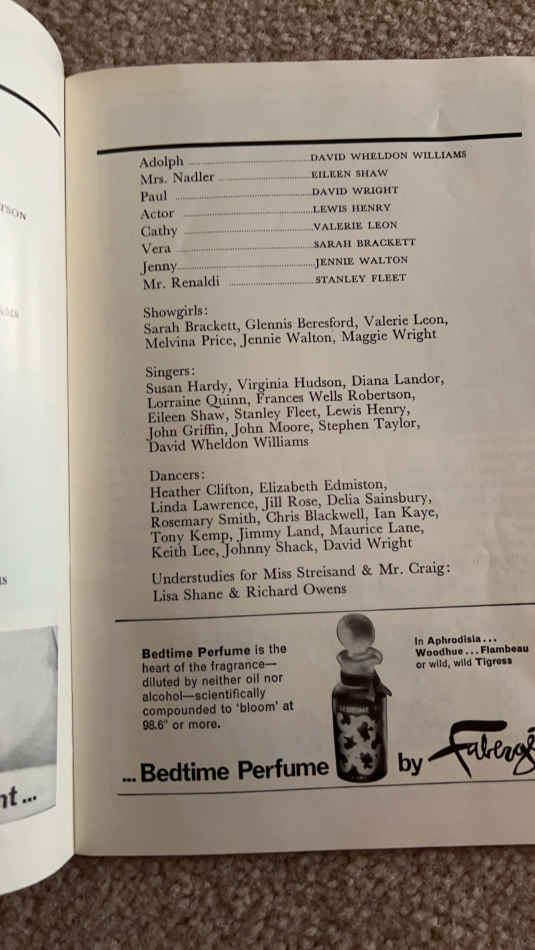 Adolph ........ DAVID WHELDON WILLIAMS
Mrs. Nadler ........ EILEEN SHAW
Paul ........ DAVID WRIGHT
Actor ........ LEWIS HENRY
Cathy ........ VALERIE LEON
Vera ........ SARAH BRACKETT
Jenny ........ JENNIE WALTON
Mr. Renaldi ........ STANLEY FLEET
Showgirls:
Sarah Brackett, Glennis Beresford, Valerie Leon,
Melvina Price, Jennie Walton, Maggie Wright
Singers:
Susan Hardy, Virginia Hudson, Diana Landor,
Lorraine Quinn, Frances Wells Robertson,
Eileen Shaw, Stanley Fleet, Lewis Henry,
John Griffin, John Moore, Stephen Taylor,
David Wheldon Williams
Dancers:
Heather Clifton, Elizabeth Edmiston,
Linda Lawrence, Jill Rose, Delia Sainsbury,
Rosemary Smith, Chris Blackwell, Ian Kaye,
Tony Kemp, Jimmy Land, Maurice Lane,
Keith Lee, Johnny Shack, David Wright
Understudies for Miss Streisand & Mr. Craig:
Lisa Shane & Richard Owens
Bedtime Perfume is the
heart of the fragrance—
diluted by neither oil nor
alcohol—scientifically
compounded to ‘bloom’ at
98.6° or more.
In Aphrodisia...
Woodhue...Flambeau
or wild, wild Tigress
...Bedtime Perfume by Fabergé